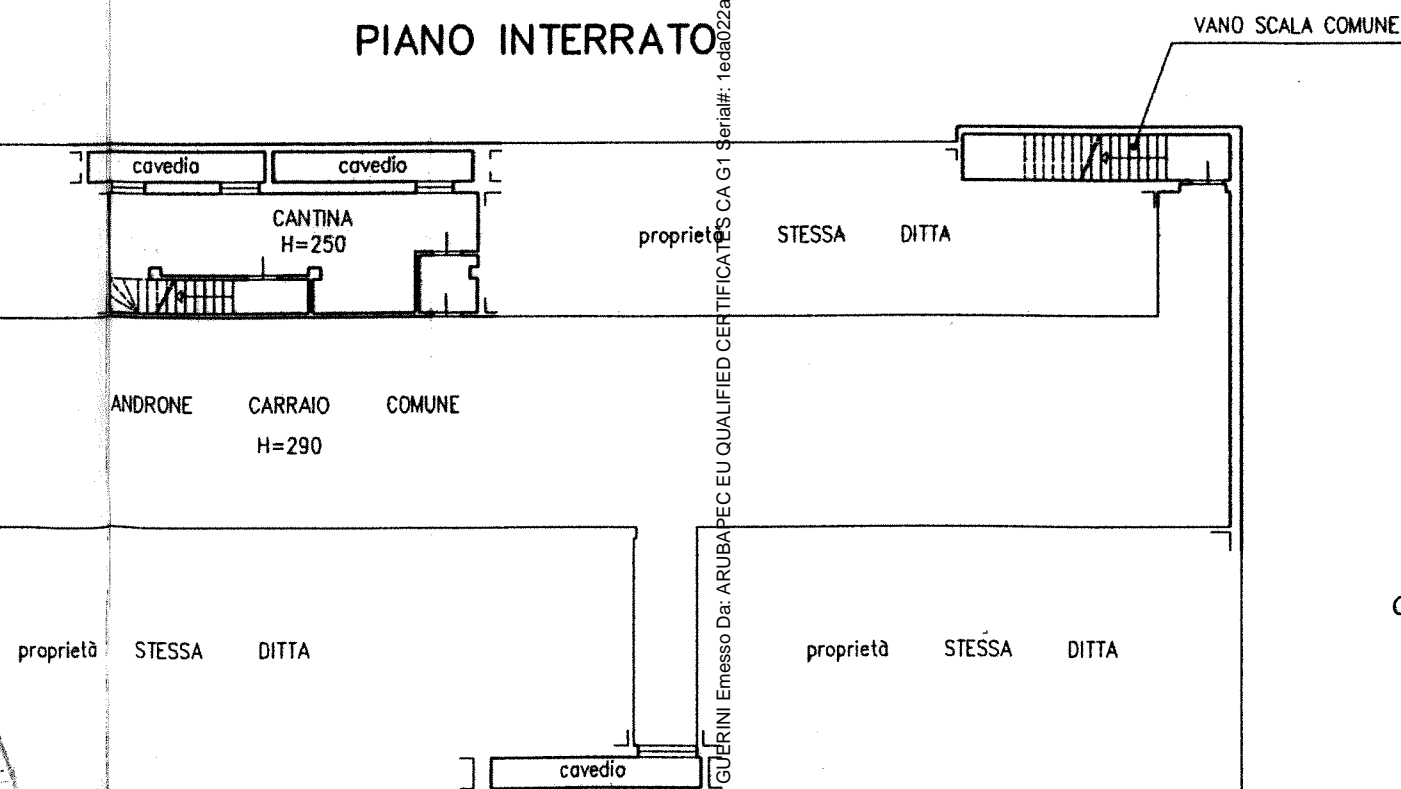 PIANO INTERRATO
VANO SCALA COMUNE
cavedio
cavedio
CANTINA
H=250
proprietà STESSA DITTA
ANDRONE CARRAIO COMUNE
H=290
proprietà STESSA DITTA
proprietà STESSA DITTA
cavedio
GUERINI Emesso Da: ARUBAPEC EU QUALIFIED CERTIFICATES CA G1 Serial#: 1eda022a